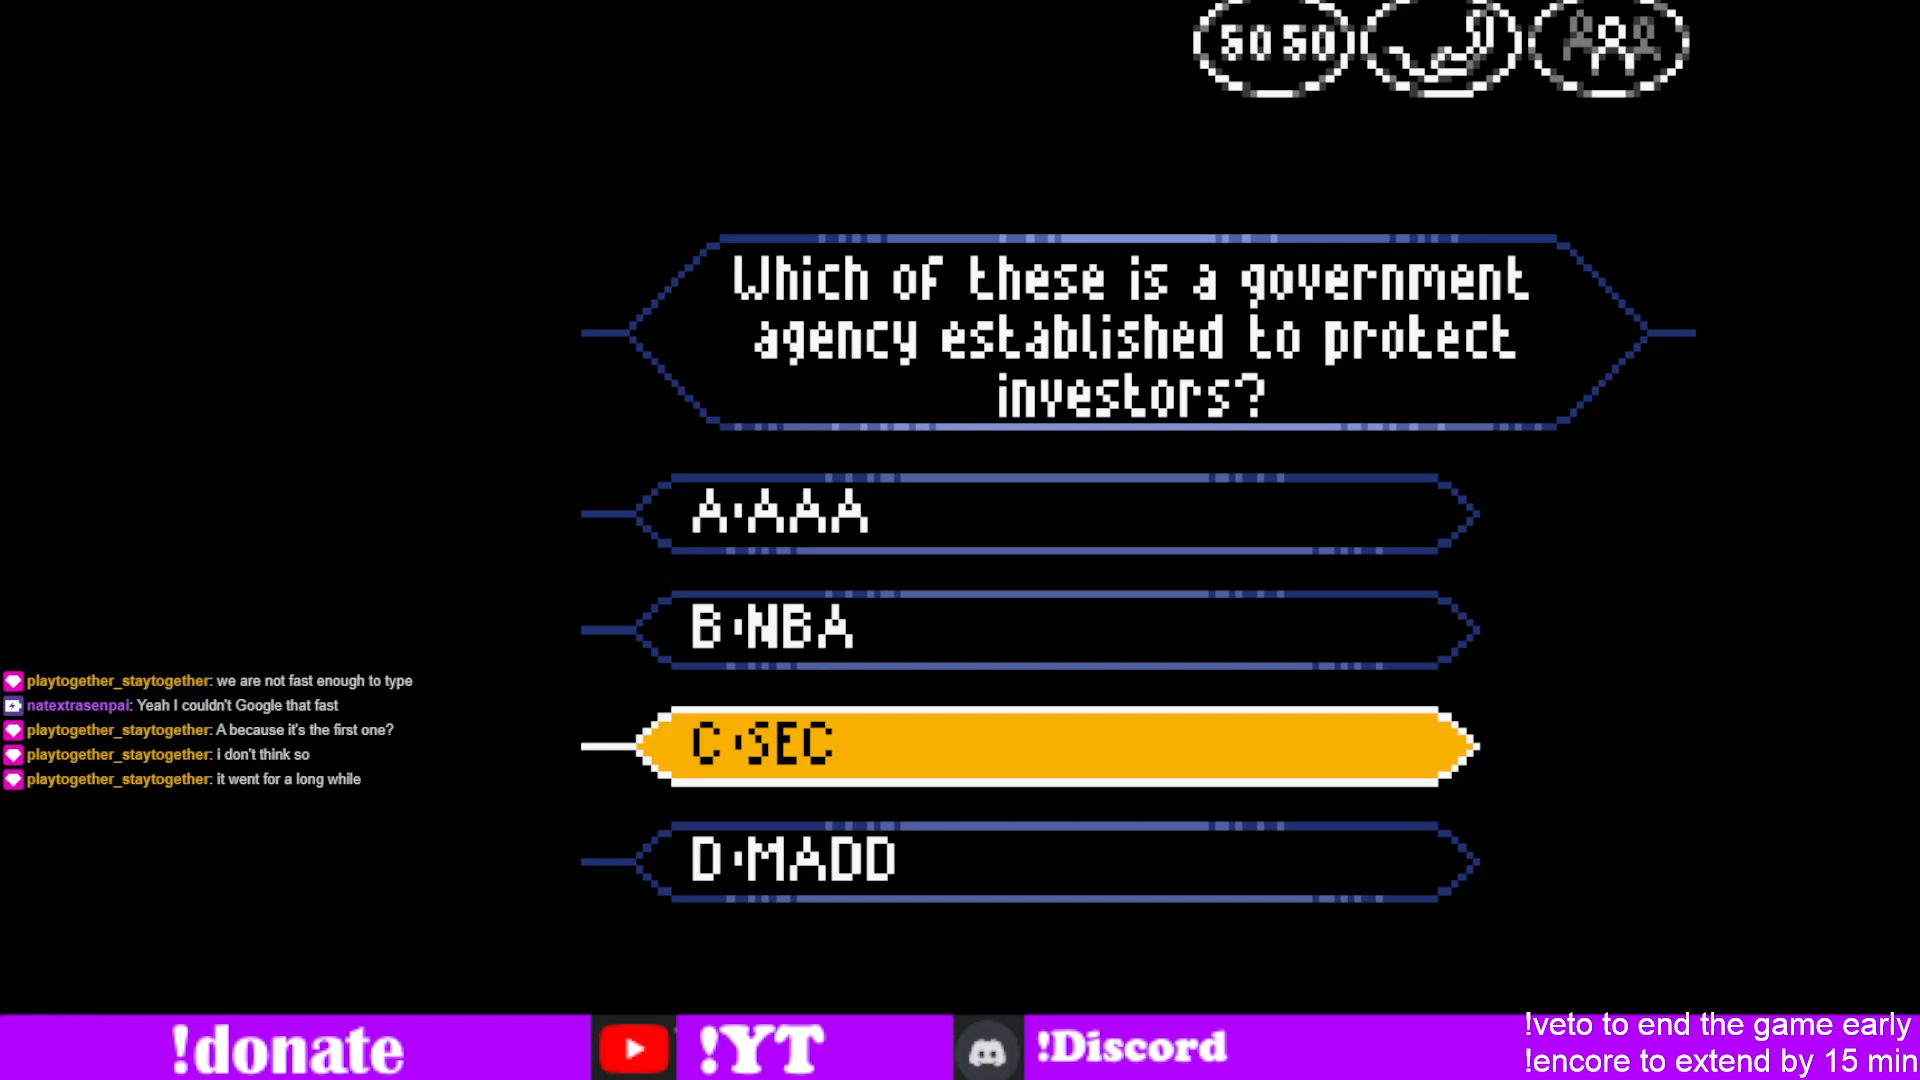 50 50
Which of these is a government
agency established to protect
investors?
A·AAA
B·NBA
C·SEC
D·MADD
playtogether_staytogether: we are not fast enough to type
natextrasenpai: Yeah I couldn't Google that fast
playtogether_staytogether: A because it's the first one?
playtogether_staytogether: i don't think so
playtogether_staytogether: it went for a long while
!donate
!YT
!Discord
!veto to end the game early
!encore to extend by 15 min